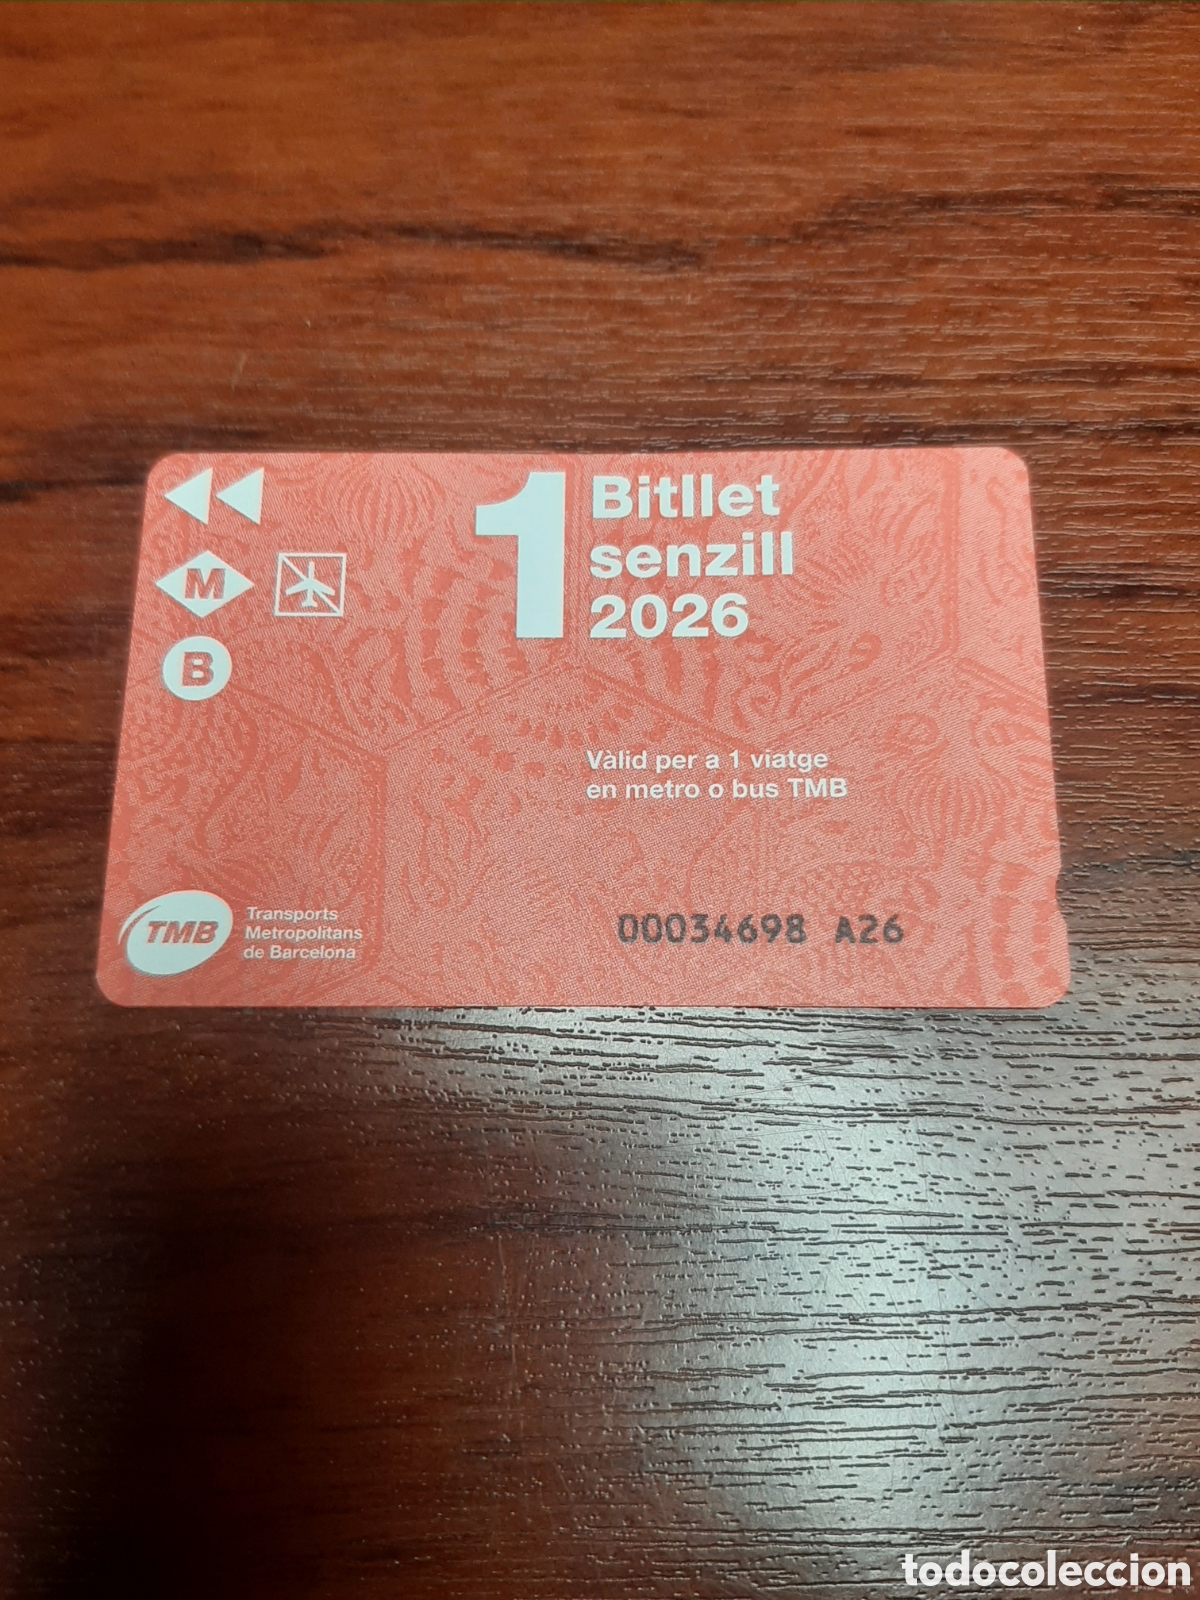 1
Bitllet
senzill
2026
M
B
Vàlid per a 1 viatge
en metro o bus TMB
TMB
Transports
Metropolitans
de Barcelona
00034698 A26
todocoleccion